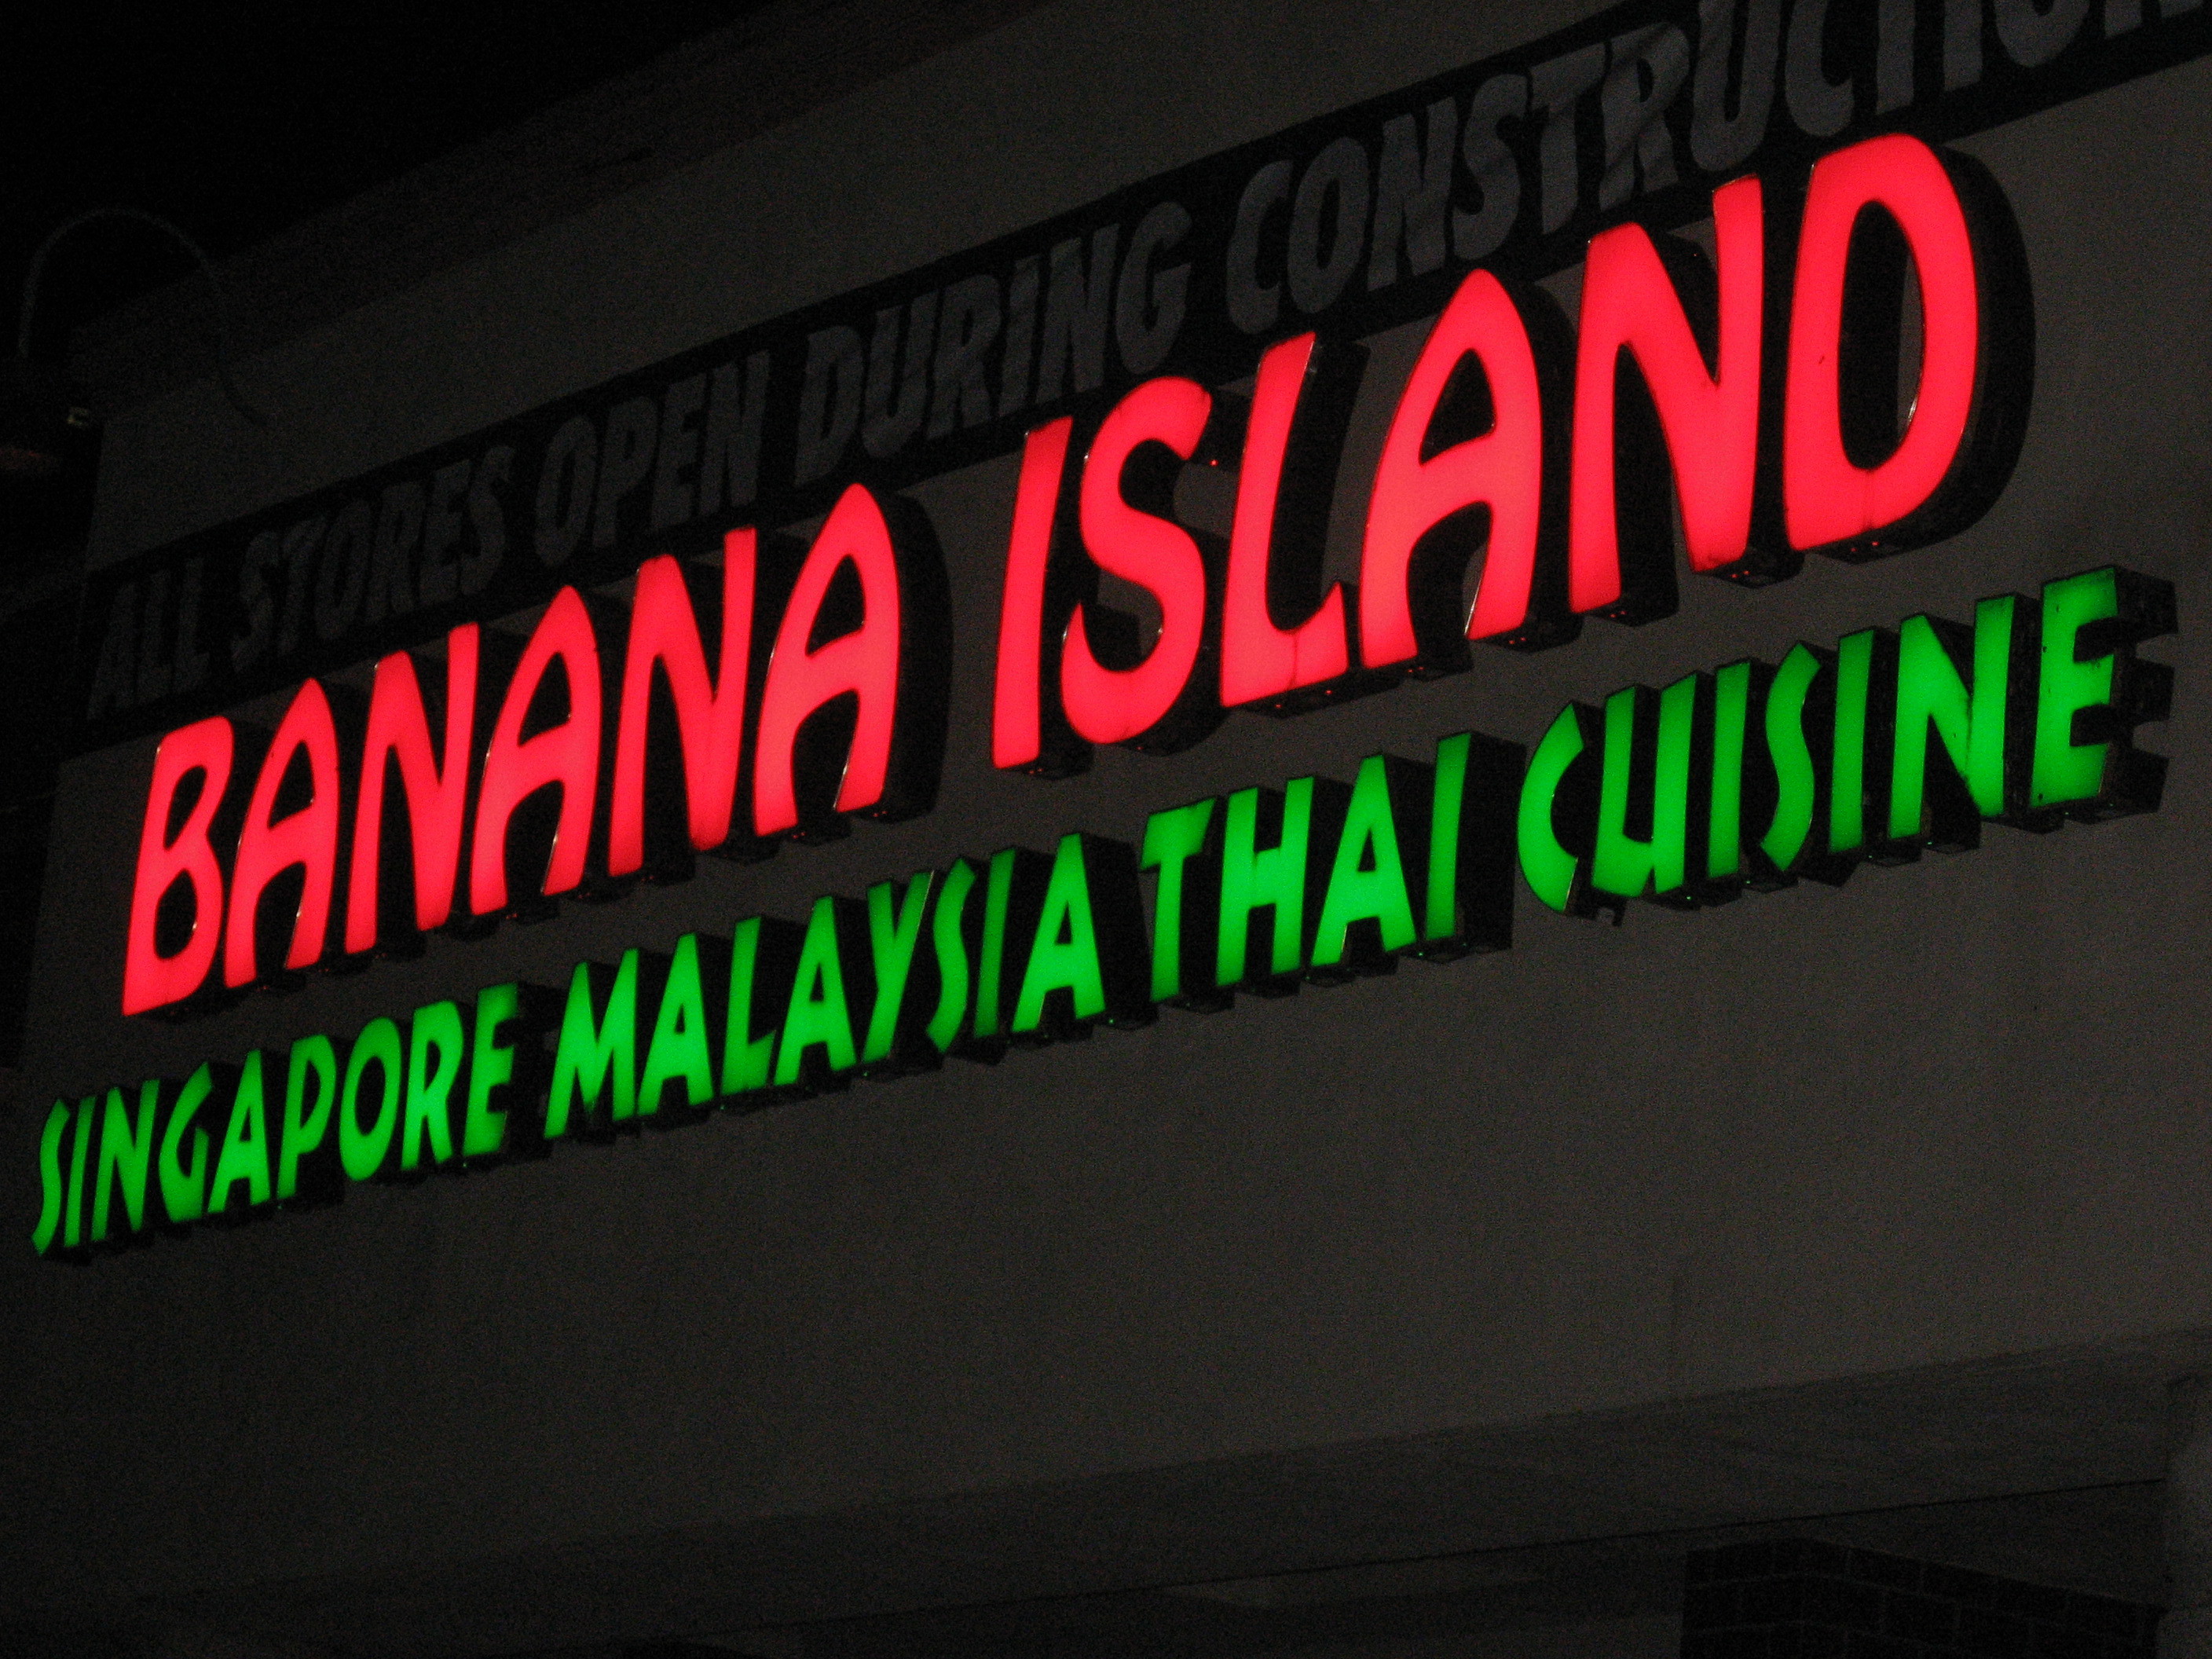 ALL STORES OPEN DURING CONSTRUCTION
BANANA ISLAND
SINGAPORE MALAYSIA THAI CUISINE